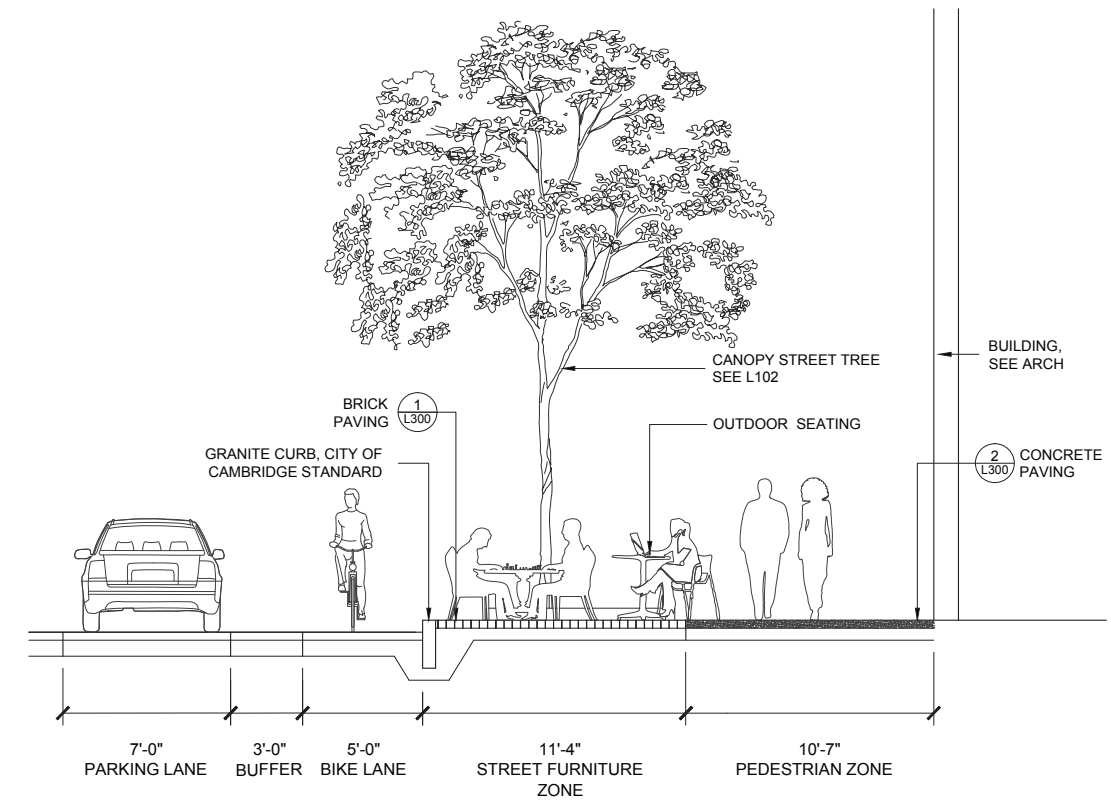 CANOPY STREET TREE
SEE L102
BUILDING,
SEE ARCH
BRICK
PAVING
1
L300
OUTDOOR SEATING
GRANITE CURB, CITY OF
CAMBRIDGE STANDARD
2
L300
CONCRETE
PAVING
7'-0"
PARKING LANE
3'-0"
BUFFER
5'-0"
BIKE LANE
11'-4"
STREET FURNITURE
ZONE
10'-7"
PEDESTRIAN ZONE